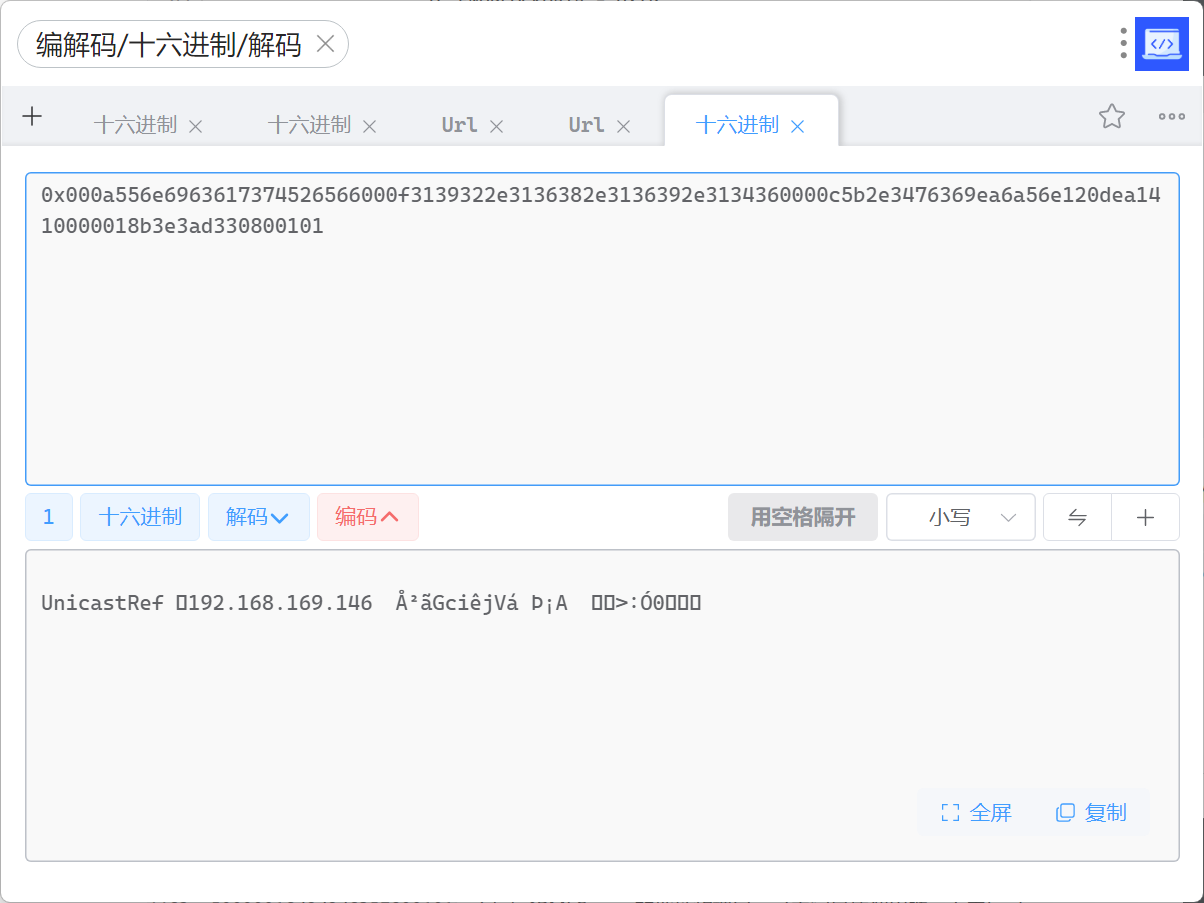 编解码/十六进制/解码
十六进制 十六进制 Url Url 十六进制
0x000a556e6963617374526566000f3139322e3136382e3136392e3134360000c5b2e3476369ea6a56e120dea14
10000018b3e3ad330800101
1 十六进制 解码 编码 用空格隔开 小写
UnicastRef 192.168.169.146 Å²ãGciêjVá Þ¡A >:Ó0
全屏 复制